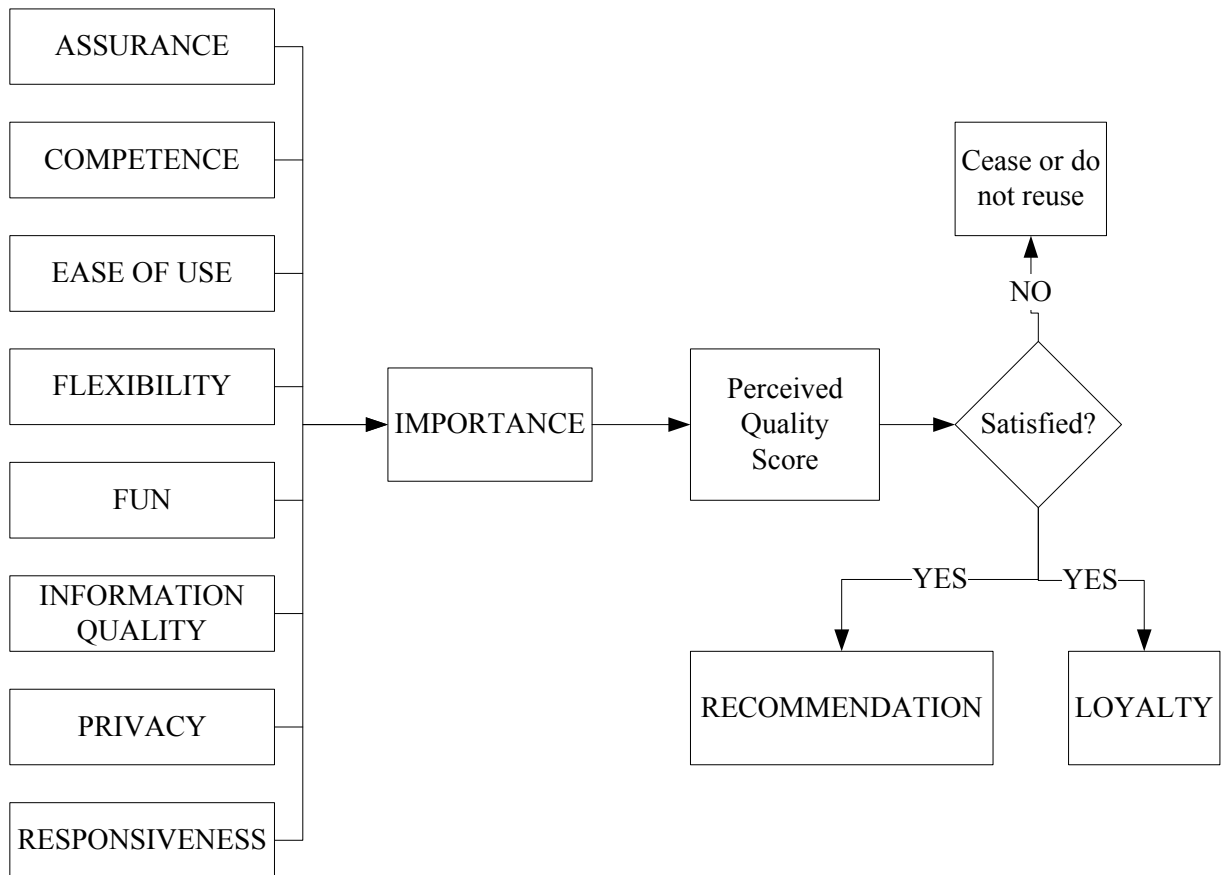 ASSURANCE
COMPETENCE
EASE OF USE
FLEXIBILITY
FUN
INFORMATION
QUALITY
PRIVACY
RESPONSIVENESS
IMPORTANCE
Perceived
Quality
Score
Satisfied?
NO
Cease or do
not reuse
YES
YES
RECOMMENDATION
LOYALTY